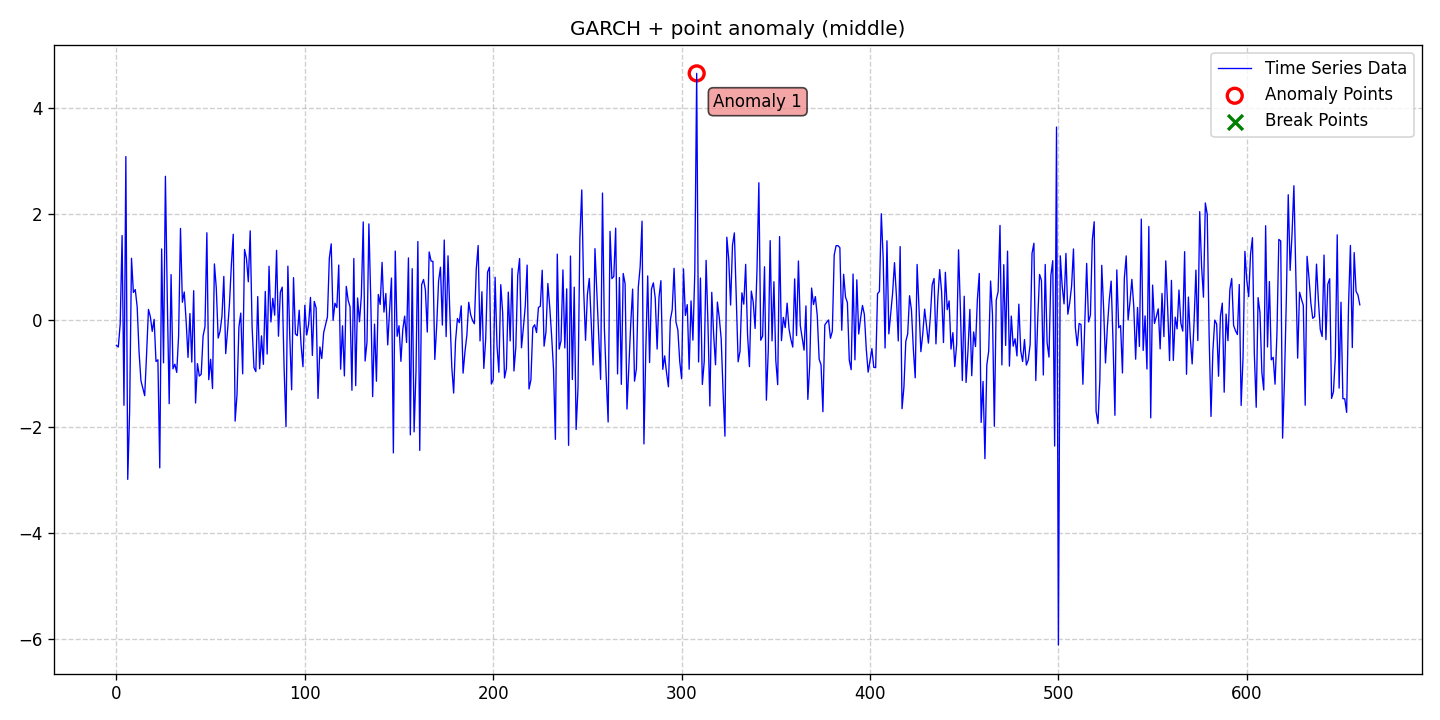 GARCH + point anomaly (middle)
Time Series Data
Anomaly Points
Break Points
Anomaly 1
4
2
0
−2
−4
−6
0 100 200 300 400 500 600